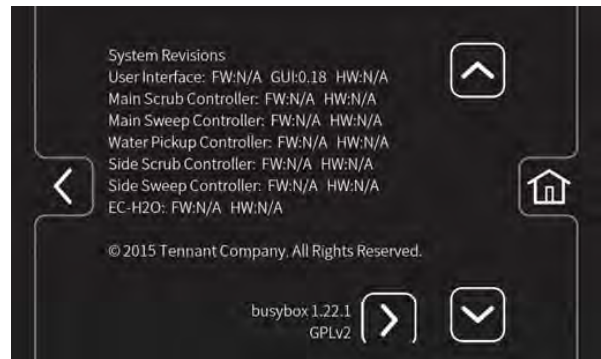 System Revisions
User Interface: FW:N/A GUI:0.18 HW:N/A
Main Scrub Controller: FW:N/A HW:N/A
Main Sweep Controller: FW:N/A HW:N/A
Water Pickup Controller: FW:N/A HW:N/A
Side Scrub Controller: FW:N/A HW:N/A
Side Sweep Controller: FW:N/A HW:N/A
EC-H2O: FW:N/A HW:N/A
© 2015 Tennant Company. All Rights Reserved.
busybox 1.22.1
GPLv2